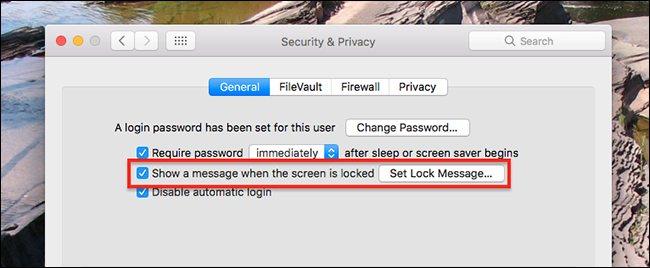 Security & Privacy Search
General FileVault Firewall Privacy
A login password has been set for this user Change Password...
Require password immediately after sleep or screen saver begins
Show a message when the screen is locked Set Lock Message...
Disable automatic login